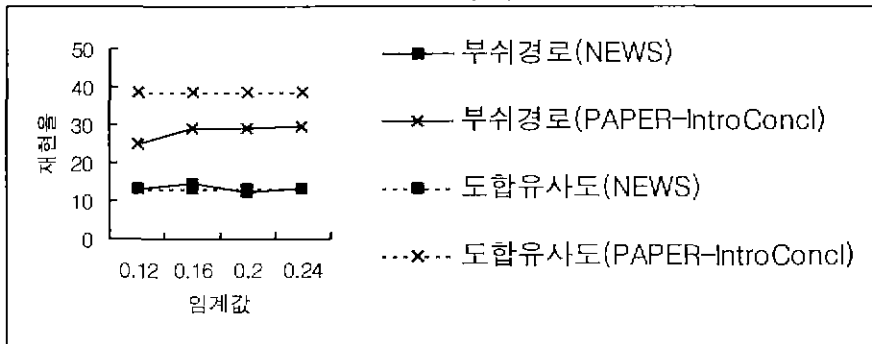 50
40
30
20
10
0
재현율
0.12 0.16 0.2 0.24
임계값
부쉬경로(NEWS)
부쉬경로(PAPER-IntroConcl)
도합유사도(NEWS)
도합유사도(PAPER-IntroConcl)